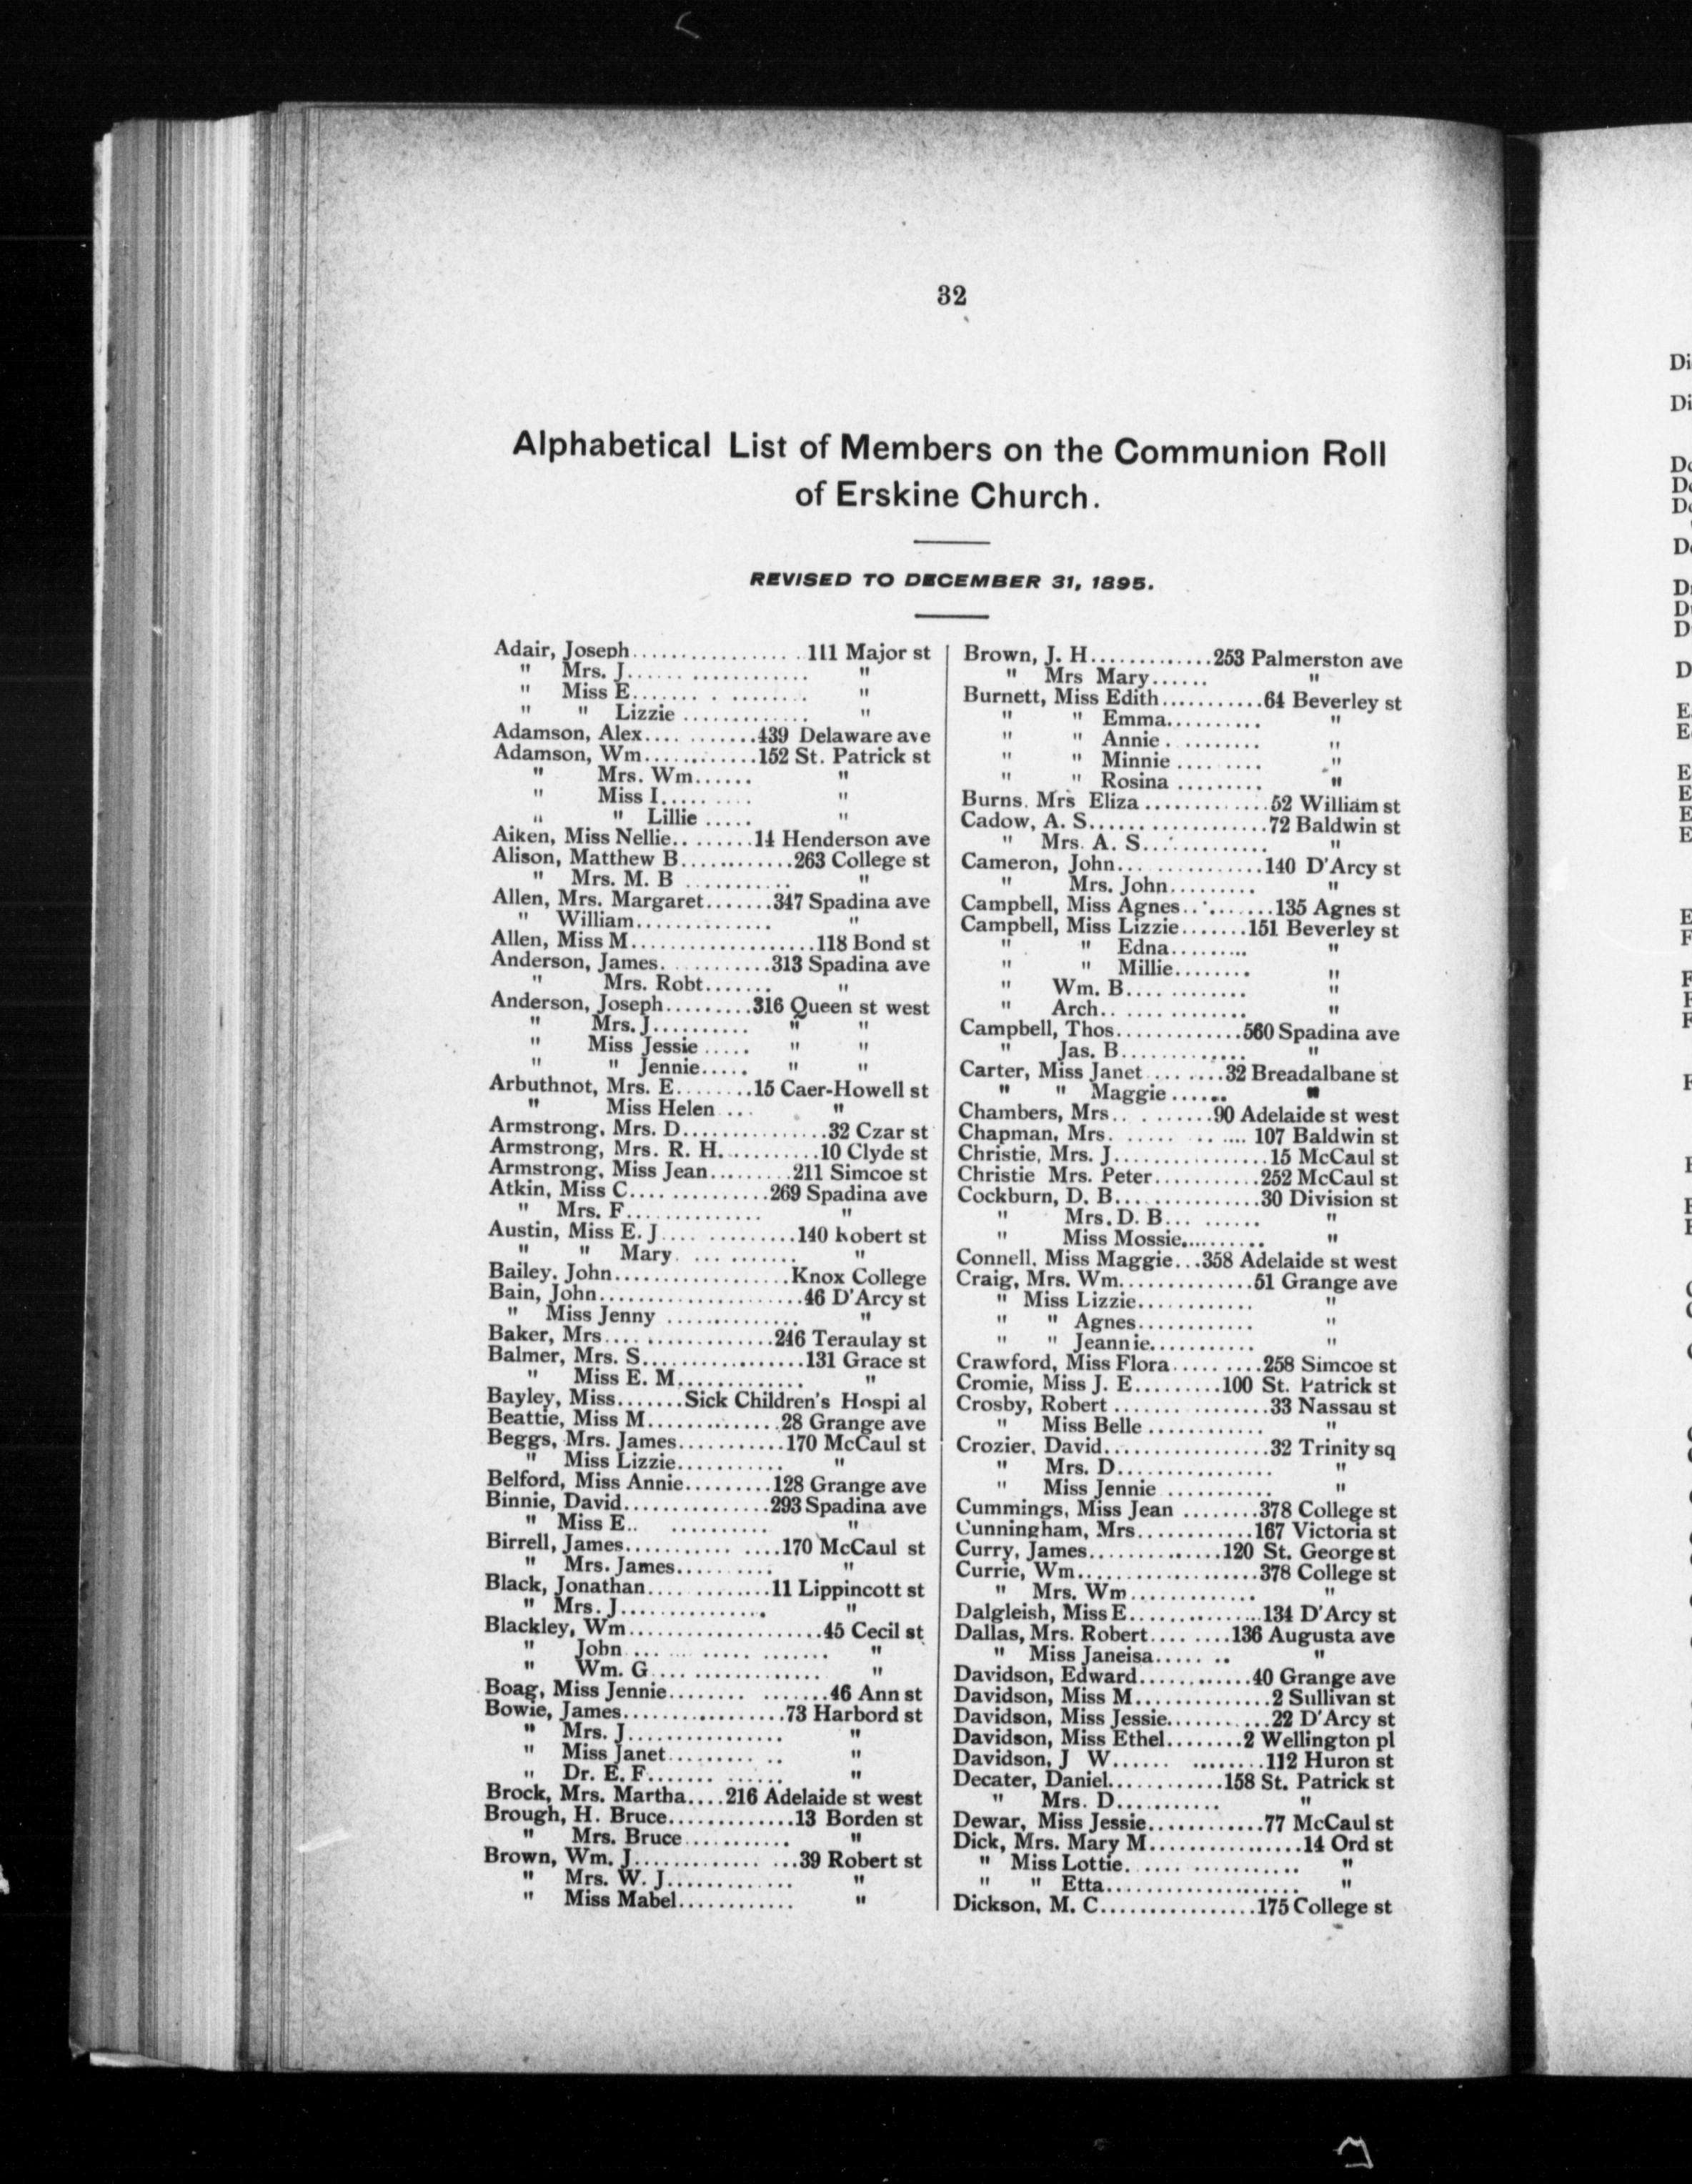 32
Alphabetical List of Members on the Communion Roll
of Erskine Church.
REVISED TO DECEMBER 31, 1895.
Adair, Joseph..................111 Major st
" Mrs. J.................. "
" Miss E.................. "
" " Lizzie ............. "
Adamson, Alex............439 Delaware ave
Adamson, Wm............152 St. Patrick st
" Mrs. Wm...... "
" Miss I......... "
" " Lillie ..... "
Aiken, Miss Nellie.........14 Henderson ave
Alison, Matthew B............263 College st
" Mrs. M. B ........... "
Allen, Mrs. Margaret.......347 Spadina ave
" William.............. "
Allen, Miss M...................118 Bond st
Anderson, James............313 Spadina ave
" Mrs. Robt....... "
Anderson, Joseph.........316 Queen st west
" Mrs. J.......... " "
" Miss Jessie ..... " "
" " Jennie..... " "
Arbuthnot, Mrs. E........15 Caer-Howell st
" Miss Helen ... "
Armstrong, Mrs. D...............32 Czar st
Armstrong, Mrs. R. H...........10 Clyde st
Armstrong, Miss Jean.........211 Simcoe st
Atkin, Miss C...............269 Spadina ave
" Mrs. F.............. "
Austin, Miss E. J..............140 Robert st
" " Mary............ "
Bailey. John..................Knox College
Bain, John.....................46 D'Arcy st
" Miss Jenny .............. "
Baker, Mrs.................246 Teraulay st
Balmer, Mrs. S.................131 Grace st
" Miss E. M............. "
Bayley, Miss.......Sick Children's Hospi al
Beattie, Miss M..............28 Grange ave
Beggs, Mrs. James...........170 McCaul st
" Miss Lizzie........... "
Belford, Miss Annie.........128 Grange ave
Binnie, David...............293 Spadina ave
" Miss E.. .......... "
Birrell, James........... ....170 McCaul st
" Mrs. James.......... "
Black, Jonathan.............11 Lippincott st
" Mrs. J............... "
Blackley, Wm....................45 Cecil st
" John ... ... ..... ....... "
" Wm. G.... .............. "
Boag, Miss Jennie........ .......46 Ann st
Bowie, James.................73 Harbord st
" Mrs. J................ "
" Miss Janet.......... .. "
" Dr. E. F....... ...... "
Brock, Mrs. Martha....216 Adelaide st west
Brough, H. Bruce.............13 Borden st
" Mrs. Bruce........... "
Brown, Wm. J............. ...39 Robert st
" Mrs. W. J............. "
" Miss Mabel............ "
Brown, J. H.............253 Palmerston ave
" Mrs Mary...... "
Burnett, Miss Edith...........64 Beverley st
" " Emma.......... "
" " Annie.......... "
" " Minnie ......... "
" " Rosina ......... "
Burns. Mrs Eliza .............52 William st
Cadow, A. S...................72 Baldwin st
" Mrs. A. S............. "
Cameron, John...............140 D'Arcy st
" Mrs. John......... "
Campbell, Miss Agnes.........135 Agnes st
Campbell, Miss Lizzie.......151 Beverley st
" " Edna......... "
" " Millie........ "
" Wm. B............ "
" Arch............... "
Campbell, Thos.............560 Spadina ave
" Jas. B............. "
Carter, Miss Janet ........32 Breadalbane st
" " Maggie ...... "
Chambers, Mrs.. ........90 Adelaide st west
Chapman, Mrs. ...... ...... 107 Baldwin st
Christie, Mrs. J................15 McCaul st
Christie Mrs. Peter...........252 McCaul st
Cockburn, D. B...............30 Division st
" Mrs. D. B... ...... "
" Miss Mossie.......... "
Connell, Miss Maggie...358 Adelaide st west
Craig, Mrs. Wm..............51 Grange ave
" Miss Lizzie............ "
" " Agnes............ "
" " Jeannie........... "
Crawford, Miss Flora.........258 Simcoe st
Cromie, Miss J. E.........100 St. Patrick st
Crosby, Robert ................33 Nassau st
" Miss Belle ............ "
Crozier, David.................32 Trinity sq
" Mrs. D................ "
" Miss Jennie ........... "
Cummings, Miss Jean ........378 College st
Cunningham, Mrs............167 Victoria st
Curry, James..............120 St. George st
Currie, Wm...................378 College st
" Mrs. Wm............. "
Dalgleish, Miss E..............134 D'Arcy st
Dallas, Mrs. Robert.... ....136 Augusta ave
" Miss Janeisa...... .. "
Davidson, Edward............40 Grange ave
Davidson, Miss M..............2 Sullivan st
Davidson, Miss Jessie...........22 D'Arcy st
Davidson, Miss Ethel........2 Wellington pl
Davidson, J W...... ........112 Huron st
Decater, Daniel............158 St. Patrick st
" Mrs. D........... "
Dewar, Miss Jessie............77 McCaul st
Dick, Mrs. Mary M................14 Ord st
" Miss Lottie. ..... ........... "
" " Etta.................... "
Dickson, M. C................175 College st